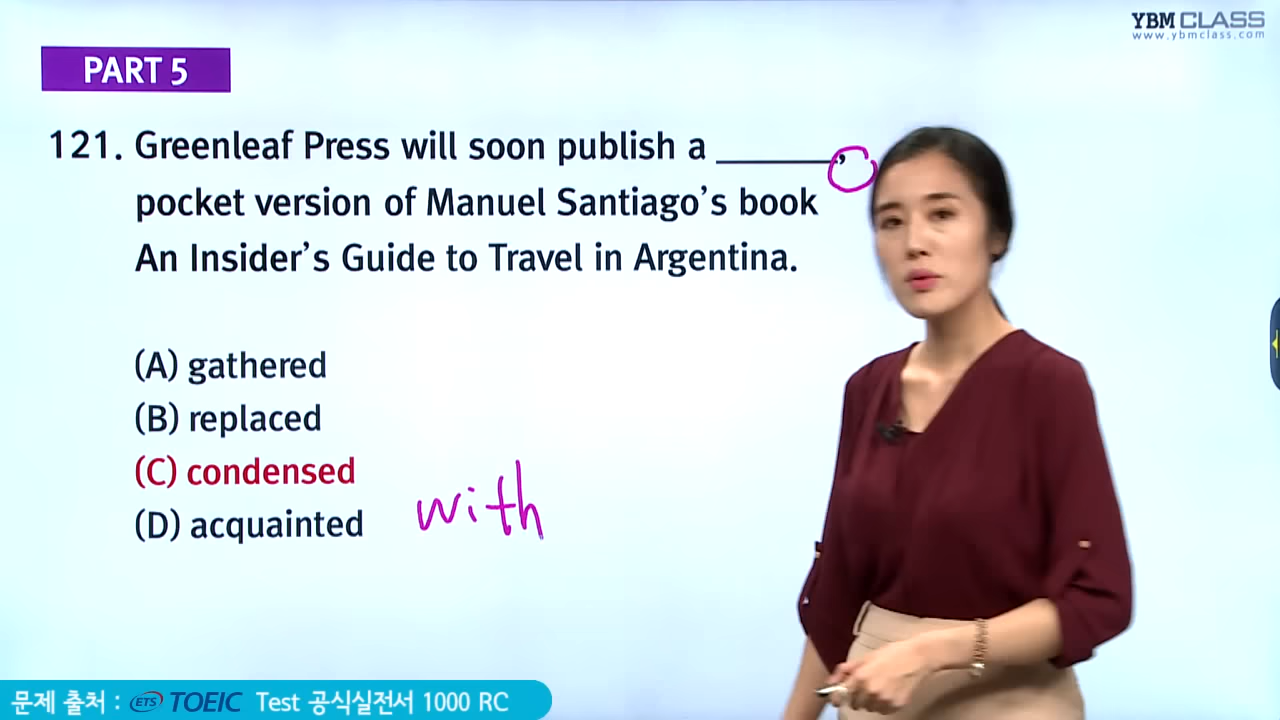 YBM CLASS
www.ybmclass.com
PART 5
121. Greenleaf Press will soon publish a ________,
pocket version of Manuel Santiago's book
An Insider's Guide to Travel in Argentina.
(A) gathered
(B) replaced
(C) condensed
(D) acquainted with
문제 출처 : ETS TOEIC Test 공식실전서 1000 RC